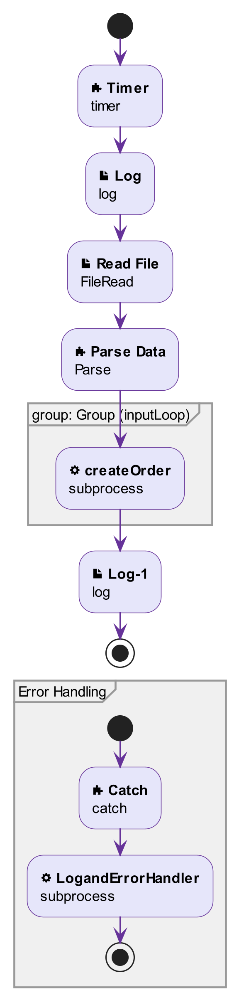 Timer
timer
Log
log
Read File
FileRead
Parse Data
Parse
group: Group (inputLoop)
createOrder
subprocess
Log-1
log
Error Handling
Catch
catch
LogandErrorHandler
subprocess